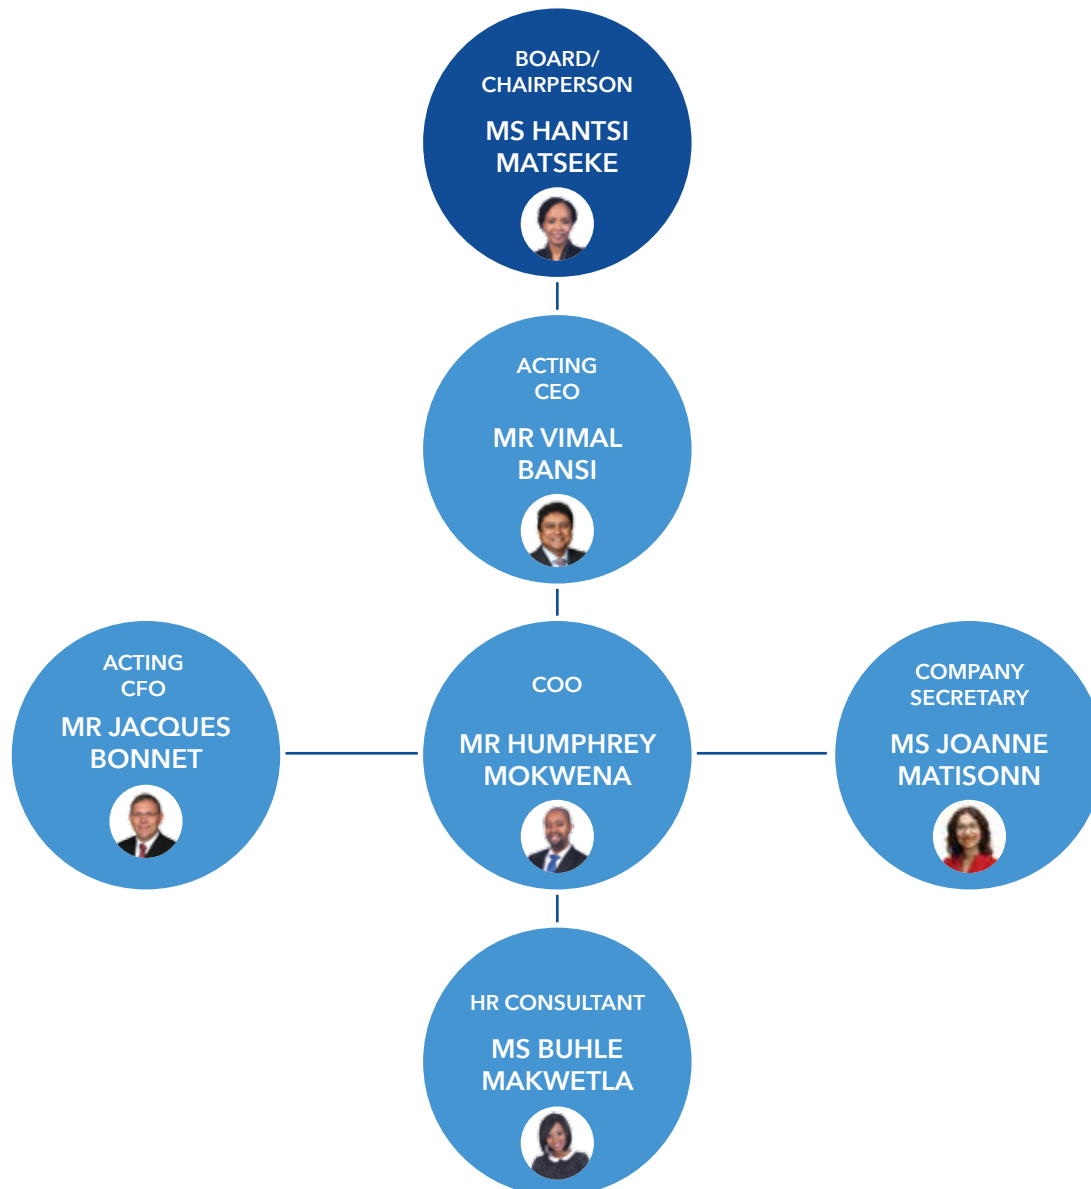 BOARD/
CHAIRPERSON
MS HANTSI
MATSEKE
ACTING
CEO
MR VIMAL
BANSI
ACTING
CFO
MR JACQUES
BONNET
COO
MR HUMPHREY
MOKWENA
COMPANY
SECRETARY
MS JOANNE
MATISONN
HR CONSULTANT
MS BUHLE
MAKWETLA